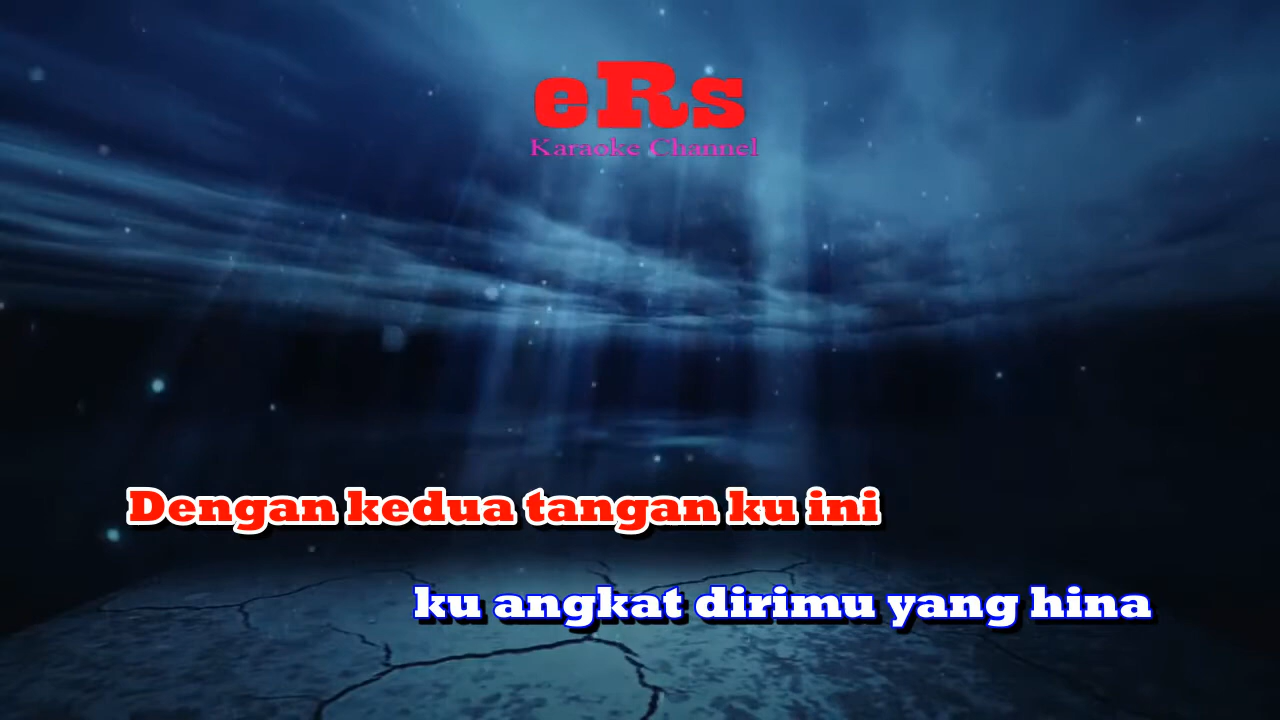 eRs
Karaoke Channel
Dengan kedua tangan ku ini
ku angkat dirimu yang hina